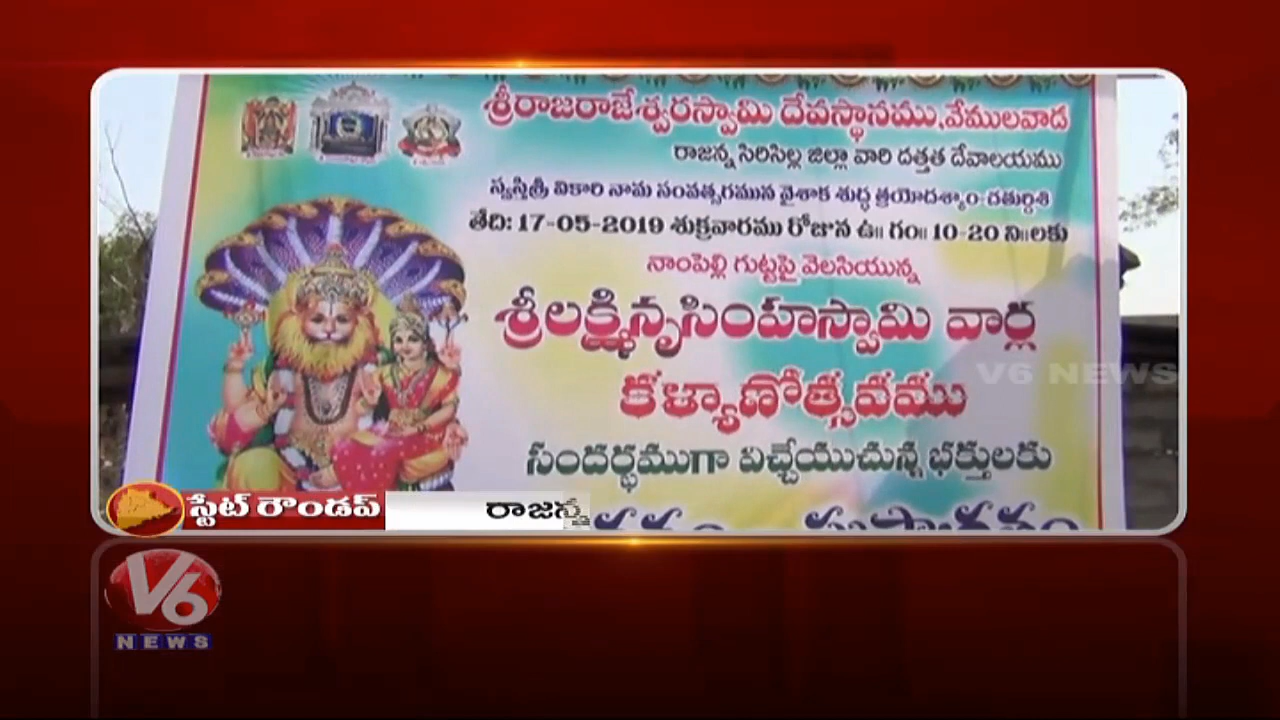 శ్రీరాజరాజేశ్వరస్వామి దేవస్థానము,వేములవాడ
రాజన్న సిరిసిల్ల జిల్లా వారి దత్తత దేవాలయము
స్వస్తిశ్రీ వికారి నామ సంవత్సరమున వైశాక శుద్ధ త్రయోదశ్యాం-చతుర్దశి
తేది: 17-05-2019 శుక్రవారము రోజున ఉ॥ గం॥ 10-20 ని॥లకు
నాంపెల్లి గుట్టపై వెలసియున్న
శ్రీలక్ష్మినృసింహస్వామి వార్ల
V6 NEWS
కళ్యాణోత్సవము
సందర్భముగా విచ్చేయుచున్న భక్తులకు
స్టేట్ రౌండప్ రాజన్న
V6
NEWS